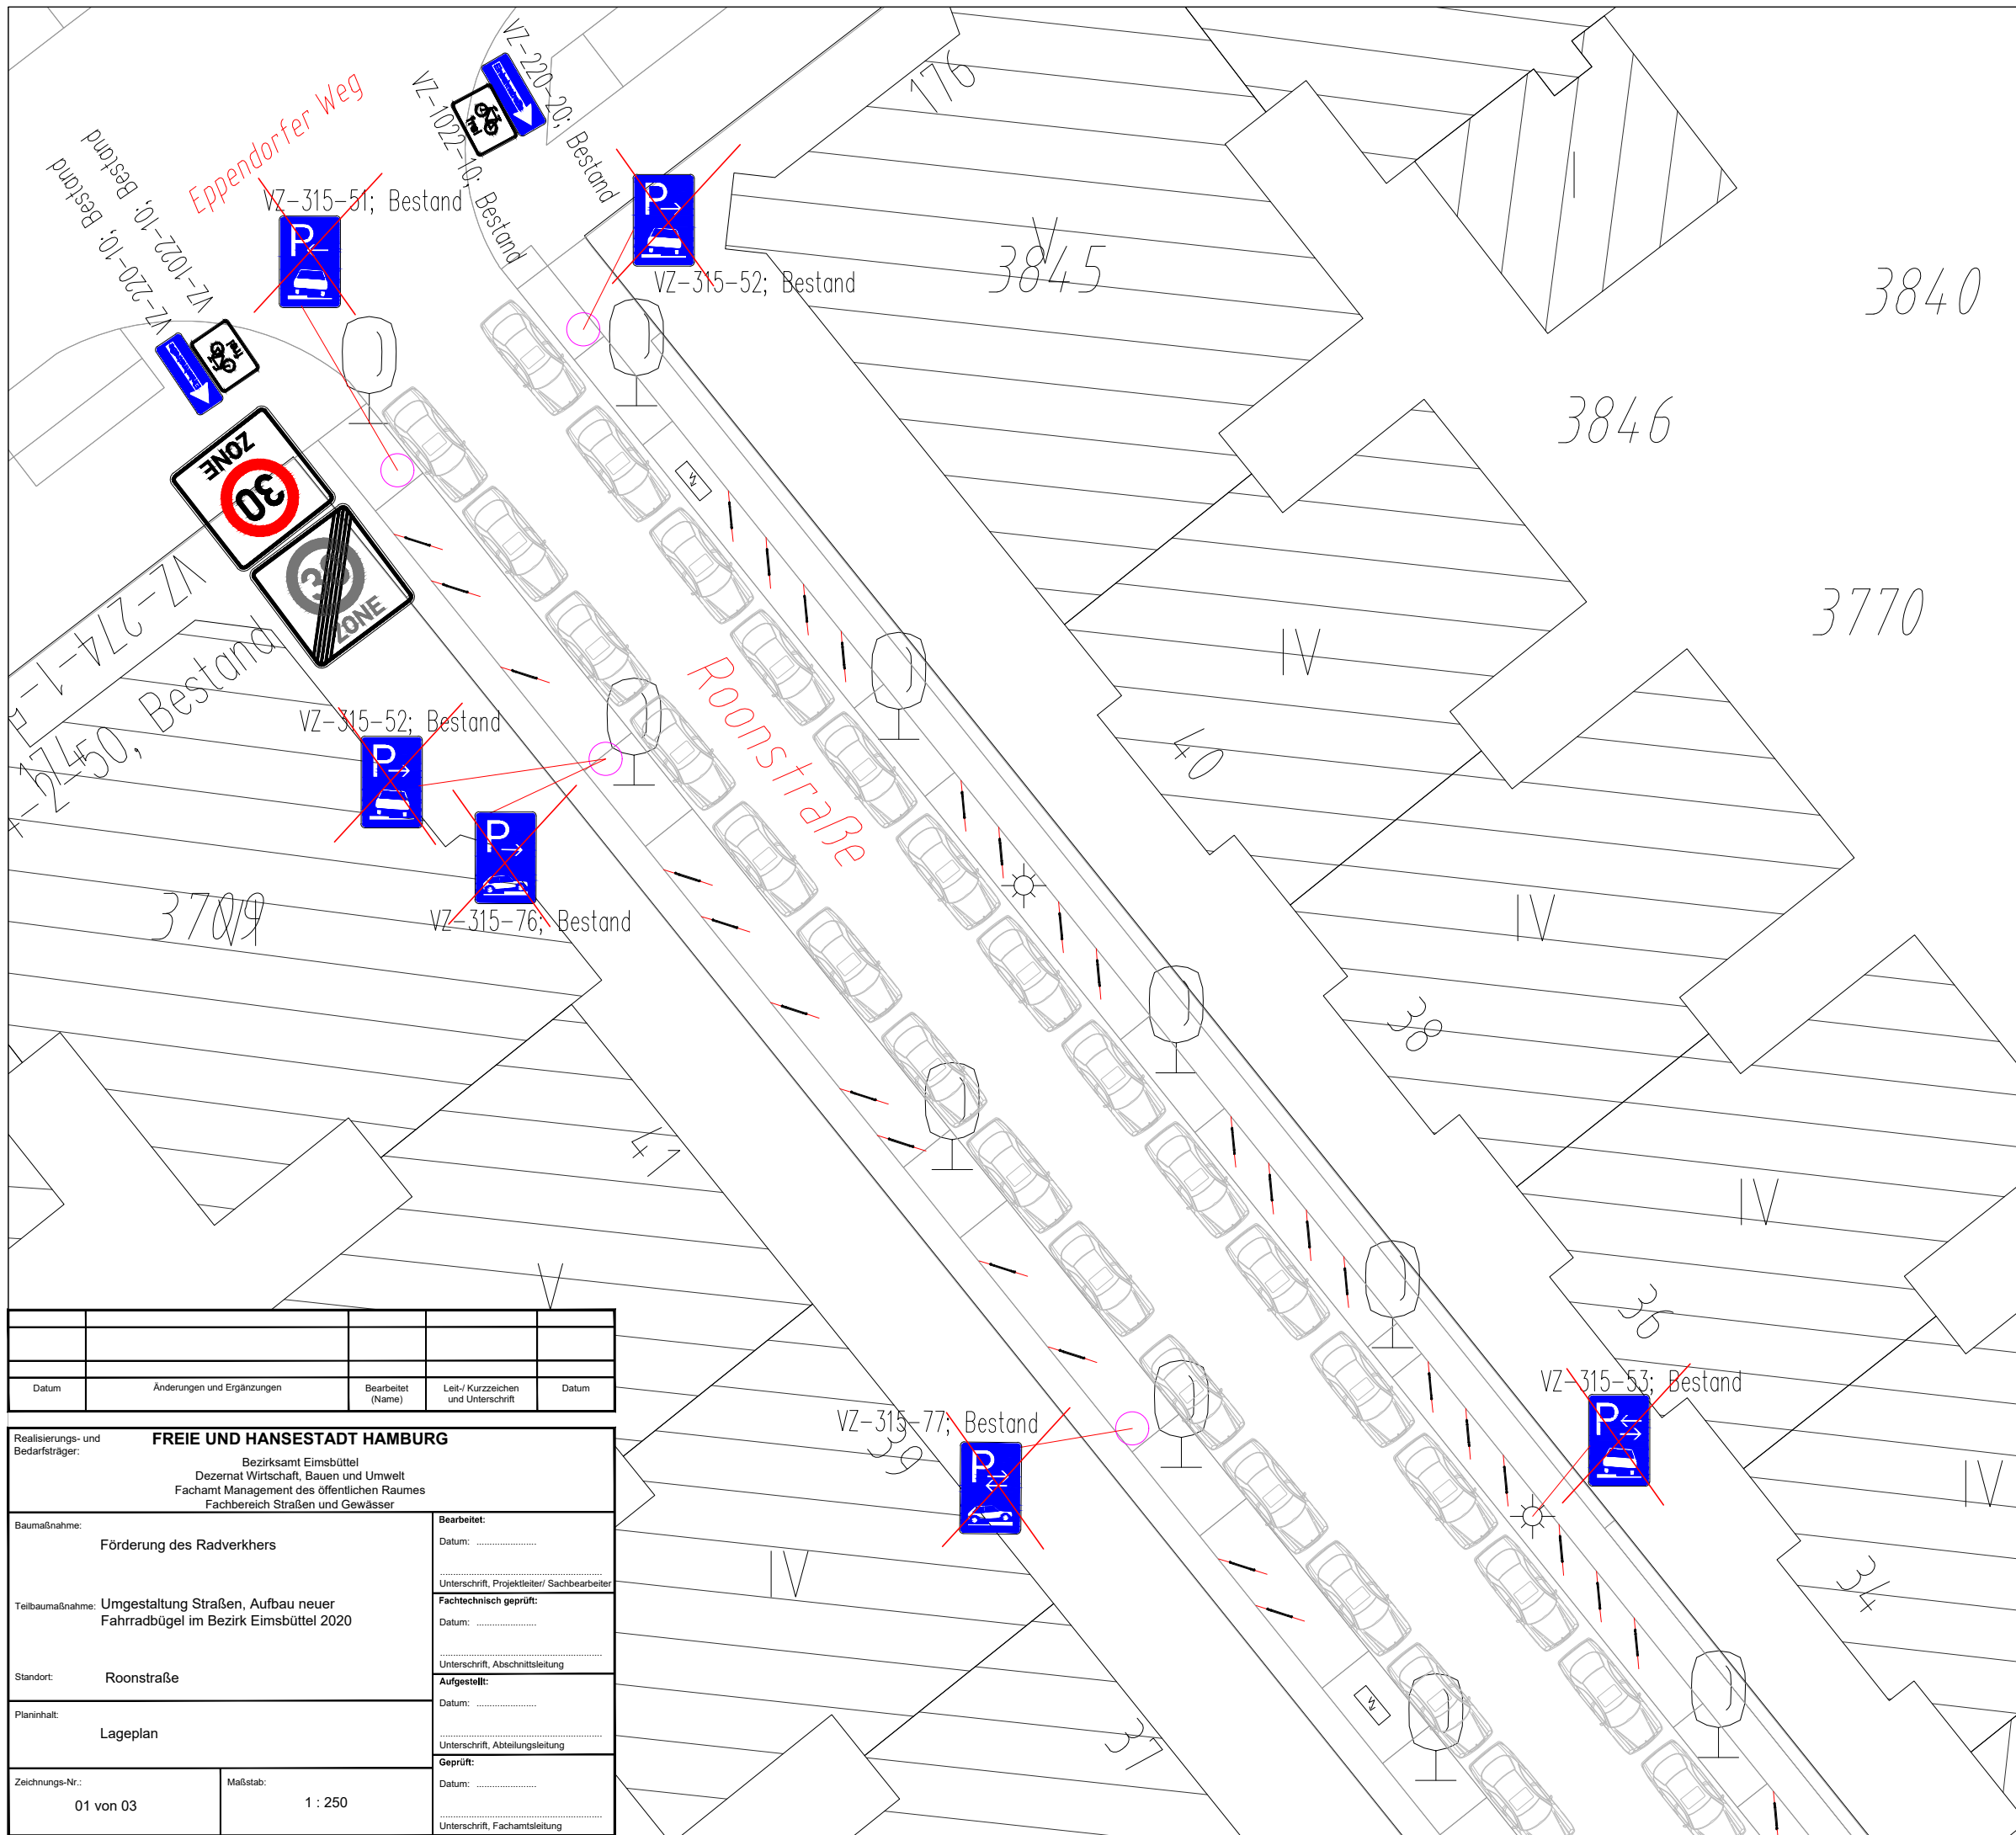 Eppendorfer Weg
VZ-220-10; Bestand
VZ-1022-10; Bestand
VZ-220-20; Bestand
VZ-1022-10; Bestand
frei
frei
VZ-315-51; Bestand
P
VZ-315-52; Bestand
P
176
V
3845
I
3840
3846
3770
ZONE
30
30
ZONE
VZ-274-1-
Bestand
Roonstraße
VZ-315-52; Bestand
P
P
VZ-315-76; Bestand
IV
40
IV
38
IV
36
IV
34
41
V
39
IV
37
VZ-315-77; Bestand
P
VZ-315-53; Bestand
P
Datum
Änderungen und Ergänzungen
Bearbeitet
(Name)
Leit-/ Kurzzeichen
und Unterschrift
Datum
Realisierungs- und
Bedarfsträger:
FREIE UND HANSESTADT HAMBURG
Bezirksamt Eimsbüttel
Dezernat Wirtschaft, Bauen und Umwelt
Fachamt Management des öffentlichen Raumes
Fachbereich Straßen und Gewässer
Baumaßnahme:
Förderung des Radverkhers
Teilbaumaßnahme: Umgestaltung Straßen, Aufbau neuer
Fahrradbügel im Bezirk Eimsbüttel 2020
Standort: Roonstraße
Planinhalt:
Lageplan
Zeichnungs-Nr.:
01 von 03
Maßstab:
1 : 250
Bearbeitet:
Datum: ......................
Unterschrift, Projektleiter/ Sachbearbeiter
Fachtechnisch geprüft:
Datum: ......................
Unterschrift, Abschnittsleitung
Aufgestellt:
Datum: ......................
Unterschrift, Abteilungsleitung
Geprüft:
Datum: ......................
Unterschrift, Fachamtsleitung